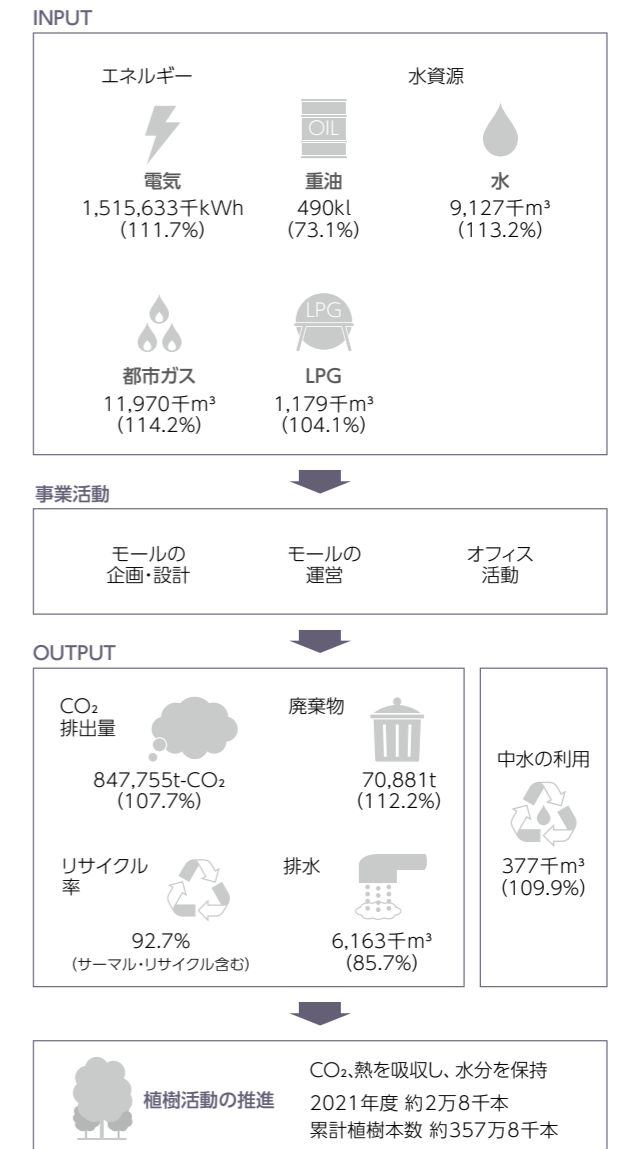 INPUT
エネルギー
水資源
OIL
電気
1,515,633千kWh
(111.7%)
重油
490kl
(73.1%)
水
9,127千m³
(113.2%)
LPG
都市ガス
11,970千m³
(114.2%)
LPG
1,179千m³
(104.1%)
事業活動
モールの
企画・設計
モールの
運営
オフィス
活動
OUTPUT
CO₂
排出量
847,755t-CO₂
(107.7%)
廃棄物
70,881t
(112.2%)
リサイクル
率
92.7%
(サーマル・リサイクル含む)
排水
6,163千m³
(85.7%)
中水の利用
377千m³
(109.9%)
植樹活動の推進
CO₂、熱を吸収し、水分を保持
2021年度 約2万8千本
累計植樹本数 約357万8千本